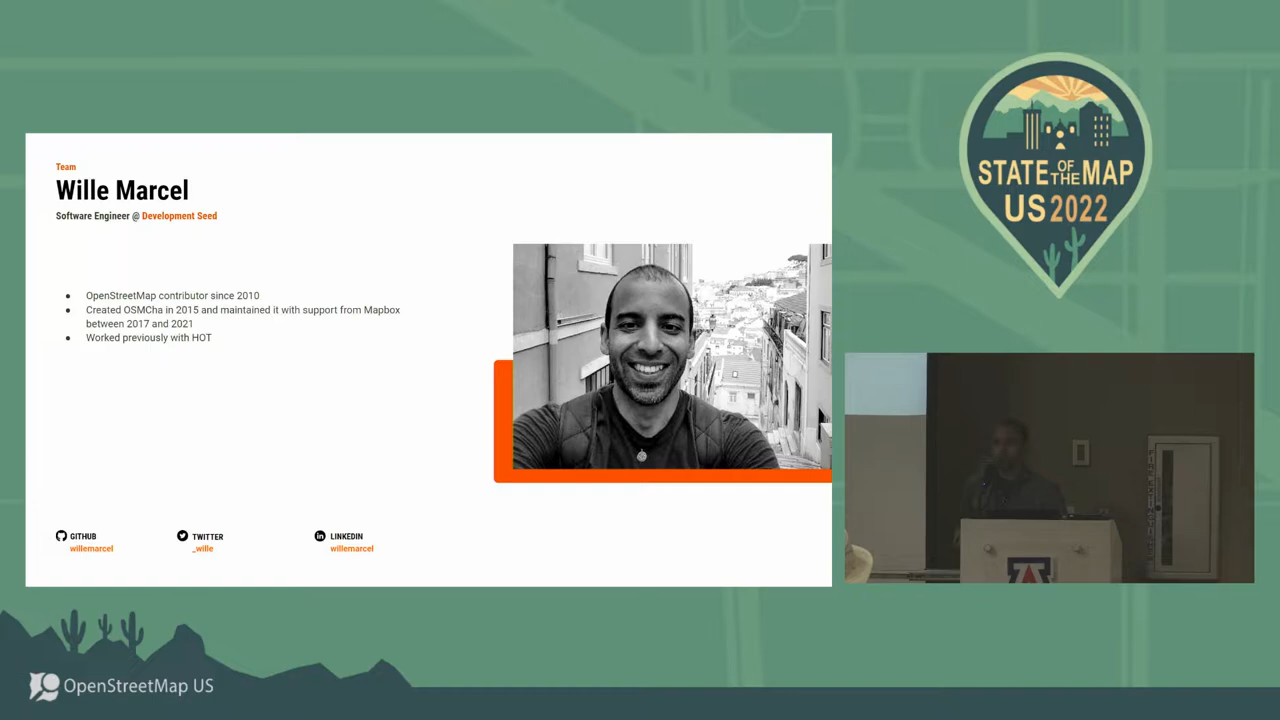 Team
Wille Marcel
Software Engineer @ Development Seed
OpenStreetMap contributor since 2010
Created OSMCha in 2015 and maintained it with support from Mapbox
between 2017 and 2021
Worked previously with HOT
GITHUB
willemarcel
TWITTER
_wille
LINKEDIN
willemarcel
STATE OF THE MAP
US 2022
A
OpenStreetMap US